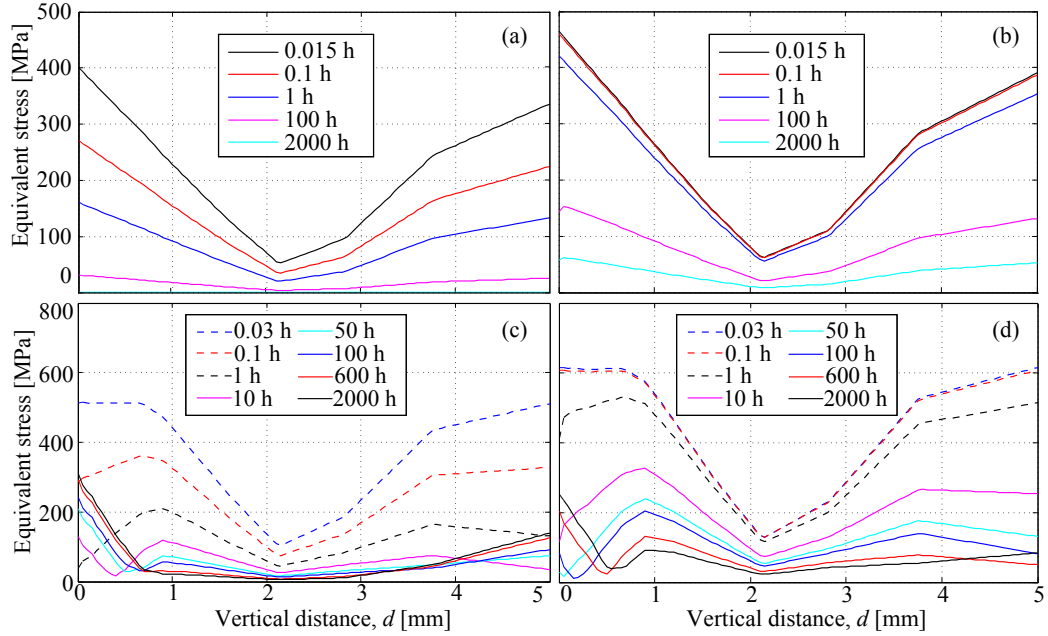 500
400
300
200
100
0
Equivalent stress [MPa]
(a)
0.015 h
0.1 h
1 h
100 h
2000 h
(b)
0.015 h
0.1 h
1 h
100 h
2000 h
800
600
400
200
0
Equivalent stress [MPa]
(c)
0.03 h 50 h
0.1 h 100 h
1 h 600 h
10 h 2000 h
(d)
0.03 h 50 h
0.1 h 100 h
1 h 600 h
10 h 2000 h
0 1 2 3 4 5
0 1 2 3 4 5
Vertical distance, d [mm]
Vertical distance, d [mm]